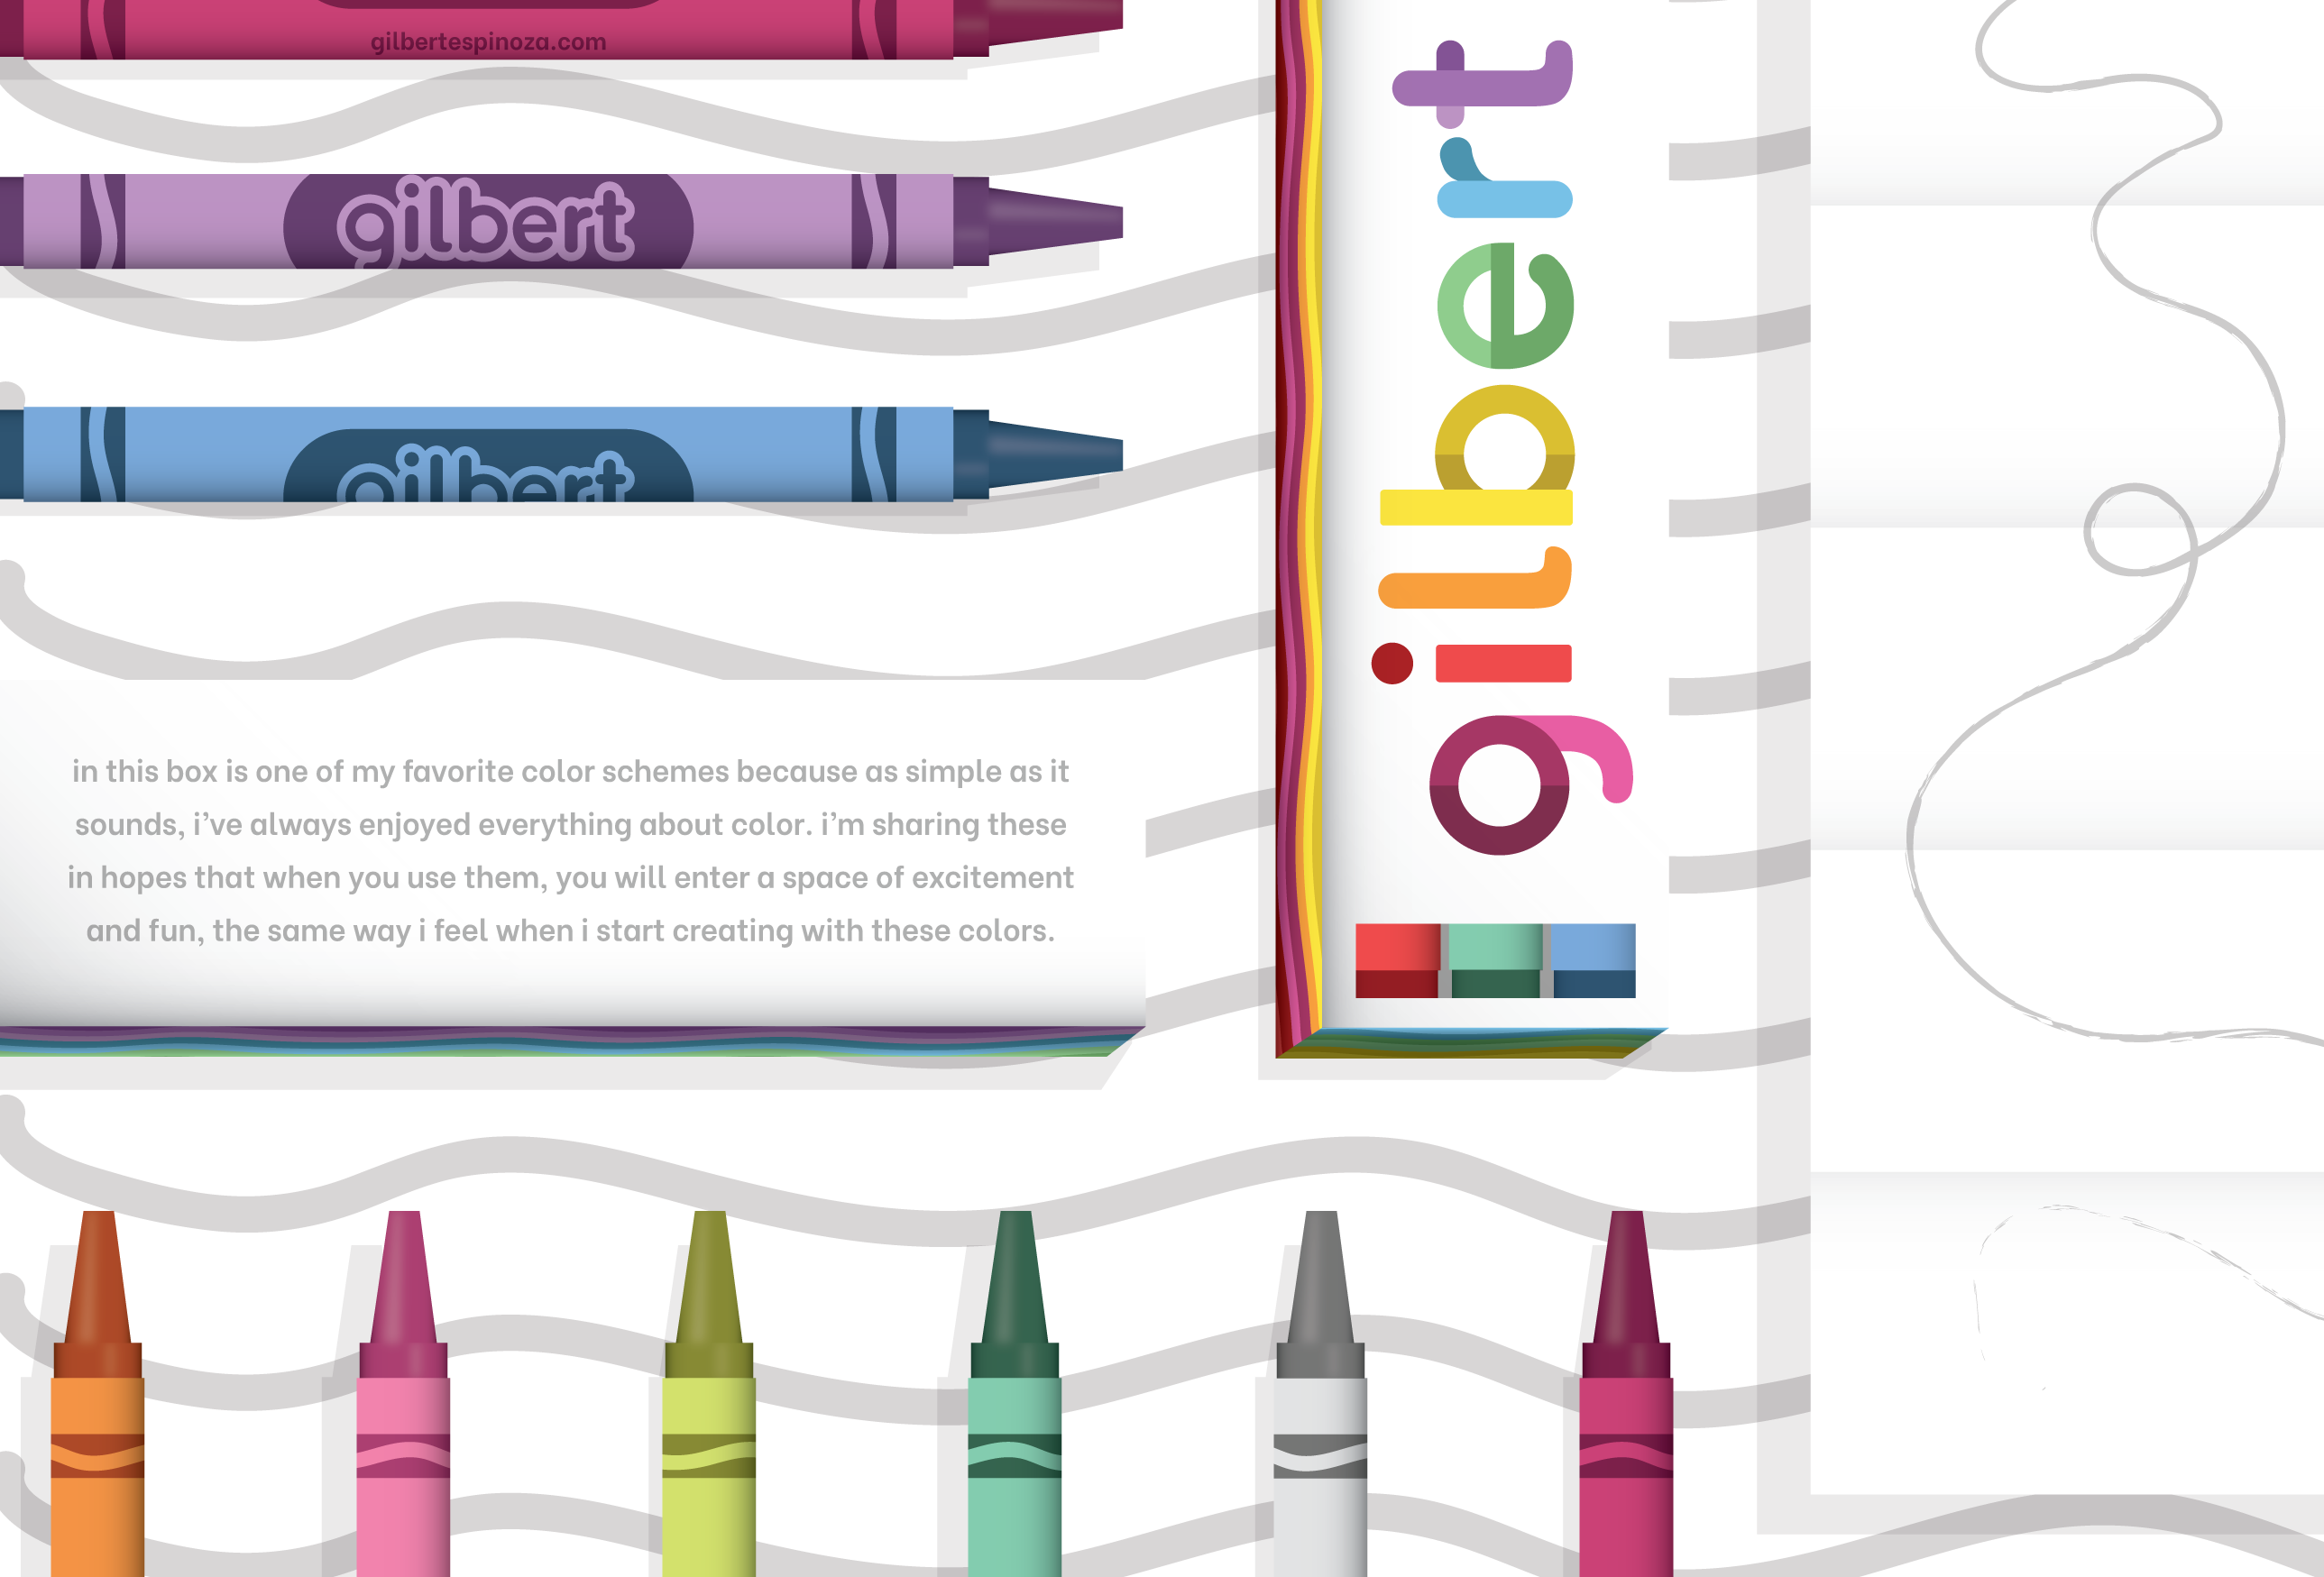 gilbertespinoza.com
gilbert
gilbert
gilbert
in this box is one of my favorite color schemes because as simple as it
sounds, i've always enjoyed everything about color. i'm sharing these
in hopes that when you use them, you will enter a space of excitement
and fun, the same way i feel when i start creating with these colors.